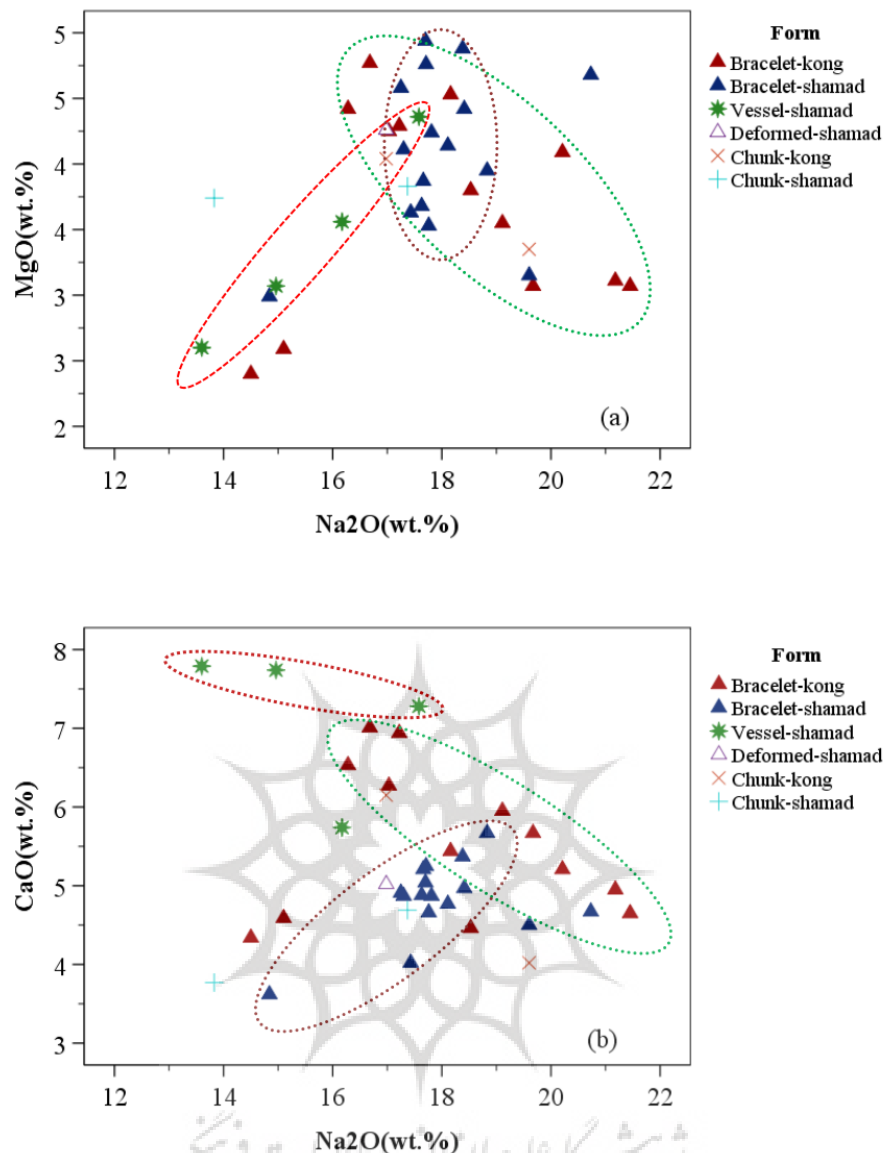 5
5
4
4
3
3
2
MgO(wt.%)
12 14 16 18 20 22
Na2O(wt.%)
(a)
Form
Bracelet-kong
Bracelet-shamad
Vessel-shamad
Deformed-shamad
Chunk-kong
Chunk-shamad
8
7
6
5
4
3
CaO(wt.%)
12 14 16 18 20 22
Na2O(wt.%)
(b)
Form
Bracelet-kong
Bracelet-shamad
Vessel-shamad
Deformed-shamad
Chunk-kong
Chunk-shamad